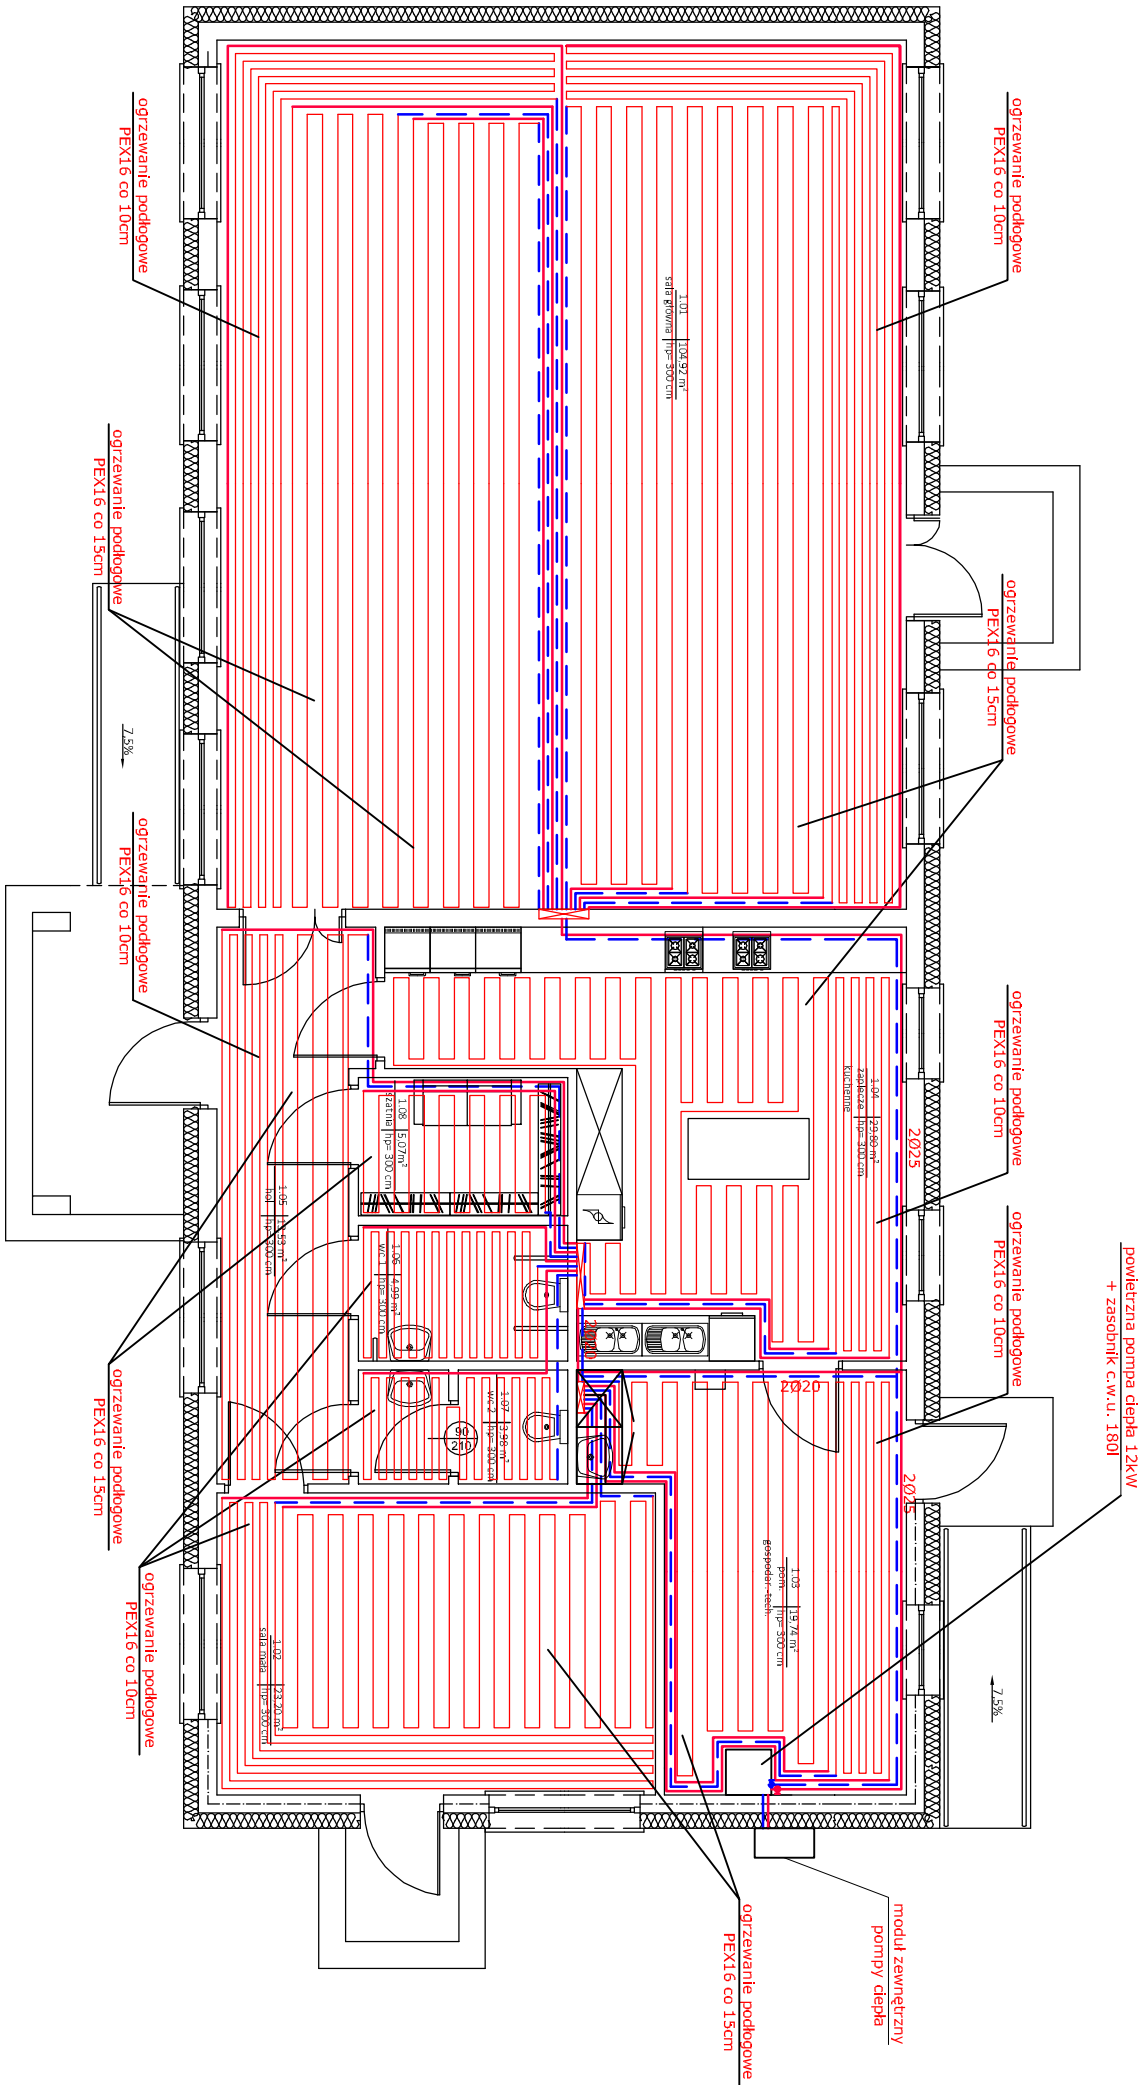 ogrzewanie podłogowe
PEX16 co 10cm
ogrzewanie podłogowe
PEX16 co 15cm
ogrzewanie podłogowe
PEX16 co 10cm
ogrzewanie podłogowe
PEX16 co 10cm
powietrzna pompa ciepła 12kW
+ zasobnik c.w.u. 180l
7,5%
moduł zewnętrzny
pompy ciepła
2Ø25
2Ø25
2Ø20
1.01 104,92 m²
sala główna hp= 300 cm
1.04 29,80 m²
zaplecze hp= 300 cm
kuchenne
1.03 19,74 m²
pom. hp= 300 cm
gospodar.-tech.
1.08 5,07m²
szatnia hp= 300 cm
1.06 4,99 m²
wc 1 hp= 300 cm
1.07 3,98 m²
wc 2 hp= 300 cm
90
210
1.05
hol hp= 300 cm
1.02 23,20 m²
sala mała hp= 300 cm
ogrzewanie podłogowe
PEX16 co 10cm
ogrzewanie podłogowe
PEX16 co 15cm
7,5%
ogrzewanie podłogowe
PEX16 co 10cm
ogrzewanie podłogowe
PEX16 co 15cm
ogrzewanie podłogowe
PEX16 co 10cm
ogrzewanie podłogowe
PEX16 co 15cm